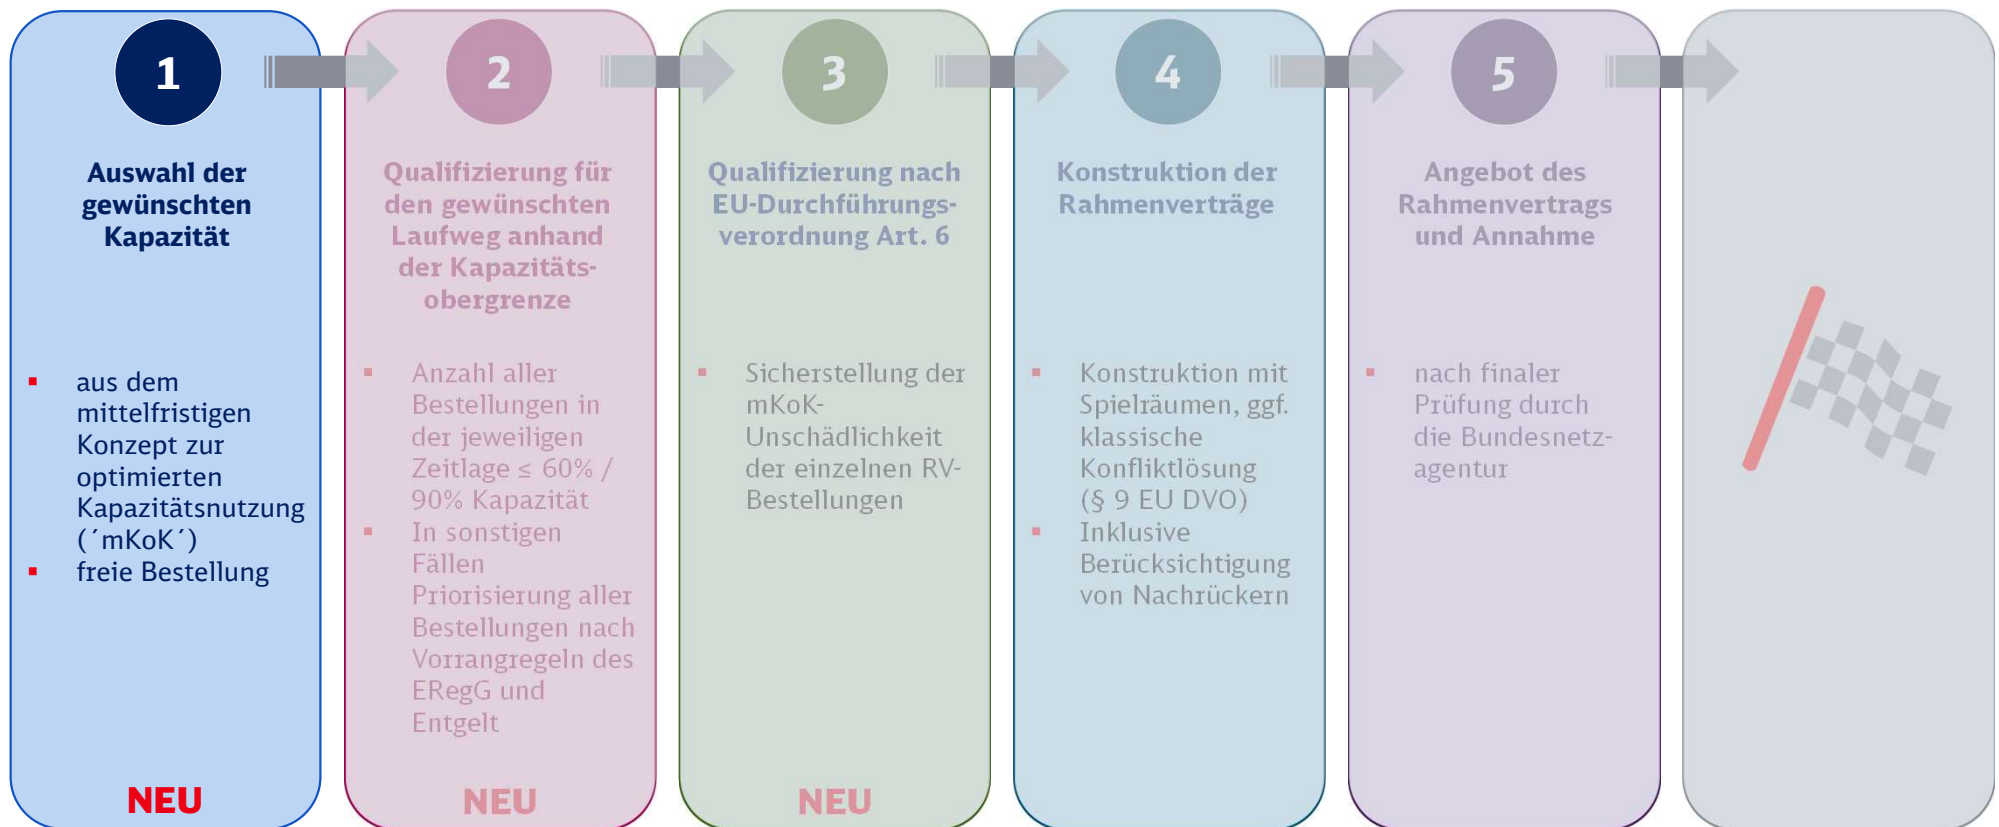 1
Auswahl der
gewünschten
Kapazität
▪ aus dem
mittelfristigen
Konzept zur
optimierten
Kapazitätsnutzung
(´mKoK´)
▪ freie Bestellung
NEU
2
Qualifizierung für
den gewünschten
Laufweg anhand
der Kapazitäts-
obergrenze
▪ Anzahl aller
Bestellungen in
der jeweiligen
Zeitlage ≤ 60% /
90% Kapazität
▪ In sonstigen
Fällen
Priorisierung aller
Bestellungen nach
Vorrangregeln des
ERegG und
Entgelt
NEU
3
Qualifizierung nach
EU-Durchführungs-
verordnung Art. 6
▪ Sicherstellung der
mKoK-
Unschädlichkeit
der einzelnen RV-
Bestellungen
NEU
4
Konstruktion der
Rahmenverträge
▪ Konstruktion mit
Spielräumen, ggf.
klassische
Konfliktlösung
(§ 9 EU DVO)
▪ Inklusive
Berücksichtigung
von Nachrückern
5
Angebot des
Rahmenvertrags
und Annahme
▪ nach finaler
Prüfung durch
die Bundesnetz-
agentur